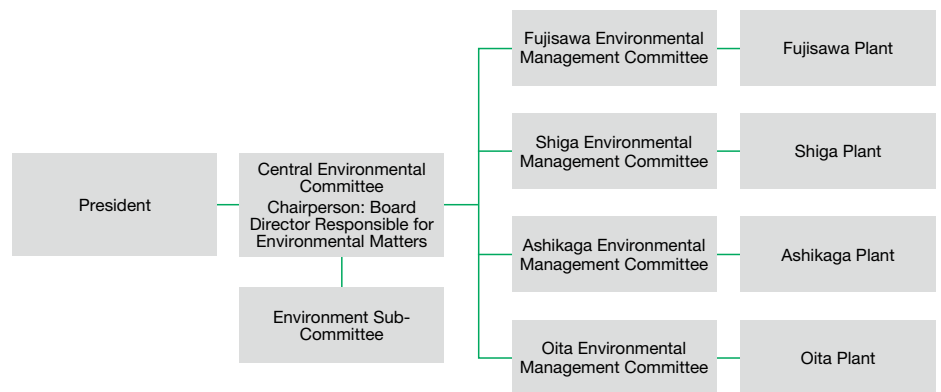 President
Central Environmental
Committee
Chairperson: Board
Director Responsible for
Environmental Matters
Environment Sub-
Committee
Fujisawa Environmental
Management Committee
Fujisawa Plant
Shiga Environmental
Management Committee
Shiga Plant
Ashikaga Environmental
Management Committee
Ashikaga Plant
Oita Environmental
Management Committee
Oita Plant